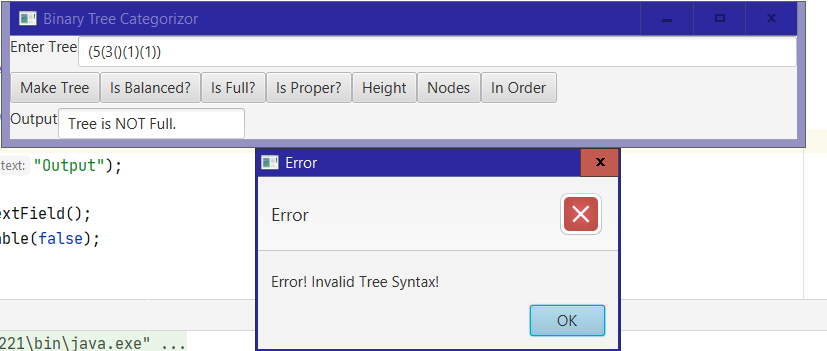 Binary Tree Categorizor
Enter Tree (5(3()(1)(1))
Make Tree Is Balanced? Is Full? Is Proper? Height Nodes In Order
Output Tree is NOT Full.
text: "Output");
Error
extField();
Error
able(false);
Error! Invalid Tree Syntax!
OK
221\bin\java.exe" ...